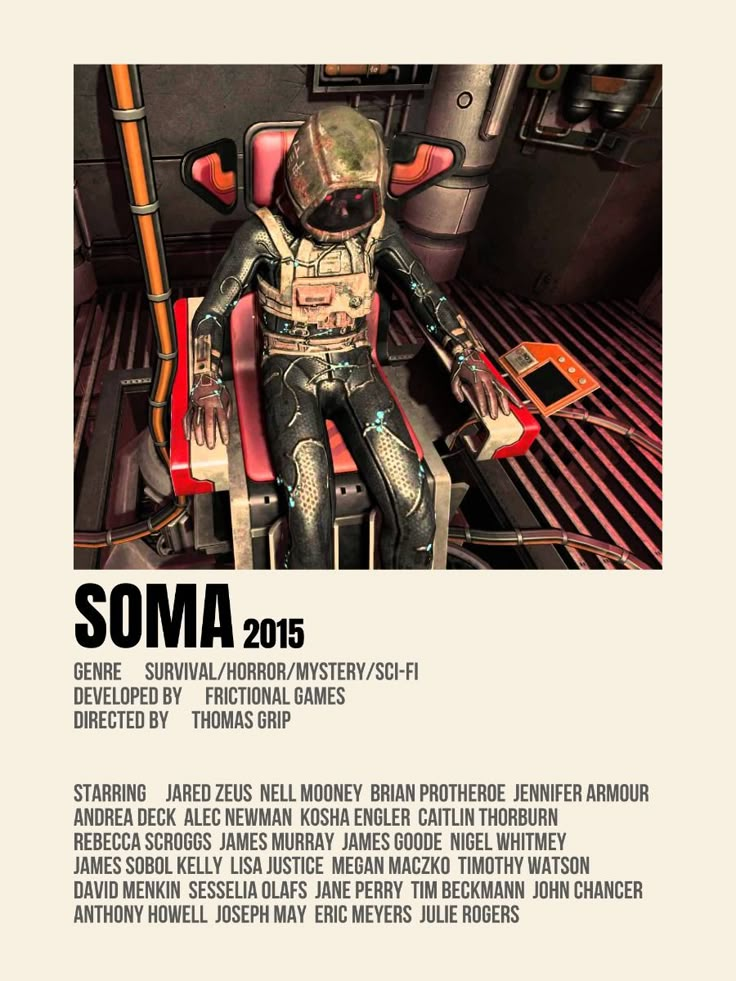 SOMA 2015
GENRE SURVIVAL/HORROR/MYSTERY/SCI-FI
DEVELOPED BY FRICTIONAL GAMES
DIRECTED BY THOMAS GRIP
STARRING JARED ZEUS NELL MOONEY BRIAN PROTHEROE JENNIFER ARMOUR
ANDREA DECK ALEC NEWMAN KOSHA ENGLER CAITLIN THORBURN
REBECCA SCROGGS JAMES MURRAY JAMES GOODE NIGEL WHITMEY
JAMES SOBOL KELLY LISA JUSTICE MEGAN MACZKO TIMOTHY WATSON
DAVID MENKIN SESSELIA OLAFS JANE PERRY TIM BECKMANN JOHN CHANCER
ANTHONY HOWELL JOSEPH MAY ERIC MEYERS JULIE ROGERS